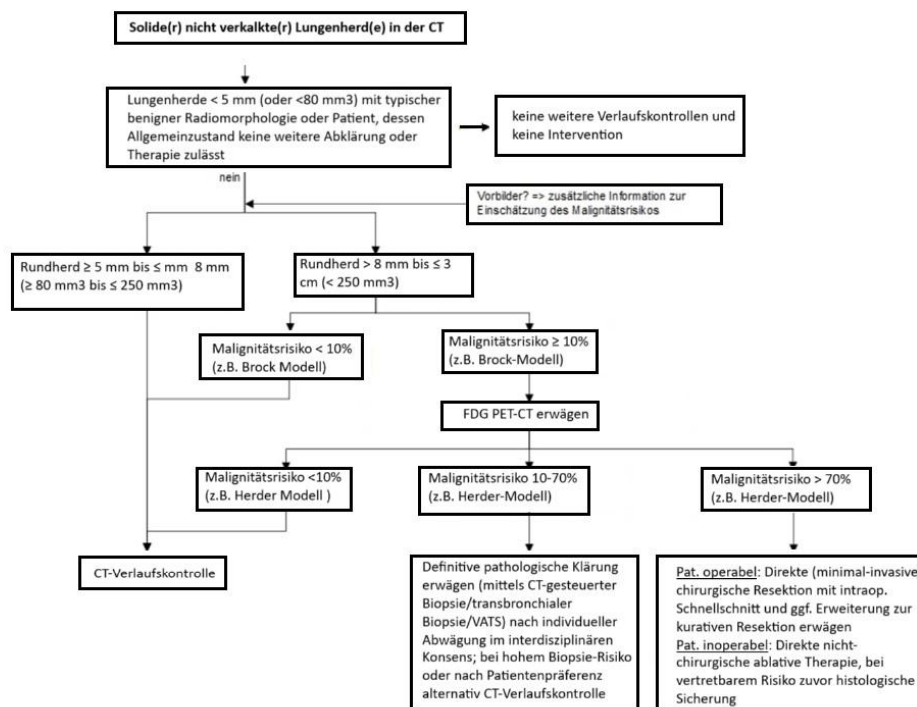 Solide(r) nicht verkalkte(r) Lungenherd(e) in der CT
Lungenherde < 5 mm (oder <80 mm3) mit typischer
benigner Radiomorphologie oder Patient, dessen
Allgemeinzustand keine weitere Abklärung oder
Therapie zulässt
keine weitere Verlaufskontrollen und
keine Intervention
nein
Vorbilder? => zusätzliche Information zur
Einschätzung des Malignitätsrisikos
Rundherd ≥ 5 mm bis ≤ mm 8 mm
(≥ 80 mm3 bis ≤ 250 mm3)
Rundherd > 8 mm bis ≤ 3
cm (< 250 mm3)
Malignitätsrisiko < 10%
(z.B. Brock Modell)
Malignitätsrisiko ≥ 10%
(z.B. Brock-Modell)
FDG PET-CT erwägen
Malignitätsrisiko <10%
(z.B. Herder Modell )
Malignitätsrisiko 10-70%
(z.B. Herder-Modell)
Malignitätsrisiko > 70%
(z.B. Herder-Modell)
CT-Verlaufskontrolle
Definitive pathologische Klärung
erwägen (mittels CT-gesteuerter
Biopsie/transbronchialer
Biopsie/VATS) nach individueller
Abwägung im interdisziplinären
Konsens; bei hohem Biopsie-Risiko
oder nach Patientenpräferenz
alternativ CT-Verlaufskontrolle
Pat. operabel: Direkte (minimal-invasive
chirurgische Resektion mit intraop.
Schnellschnitt und ggf. Erweiterung zur
kurativen Resektion erwägen
Pat. inoperabel: Direkte nicht-
chirurgische ablative Therapie, bei
vertretbarem Risiko zuvor histologische
Sicherung